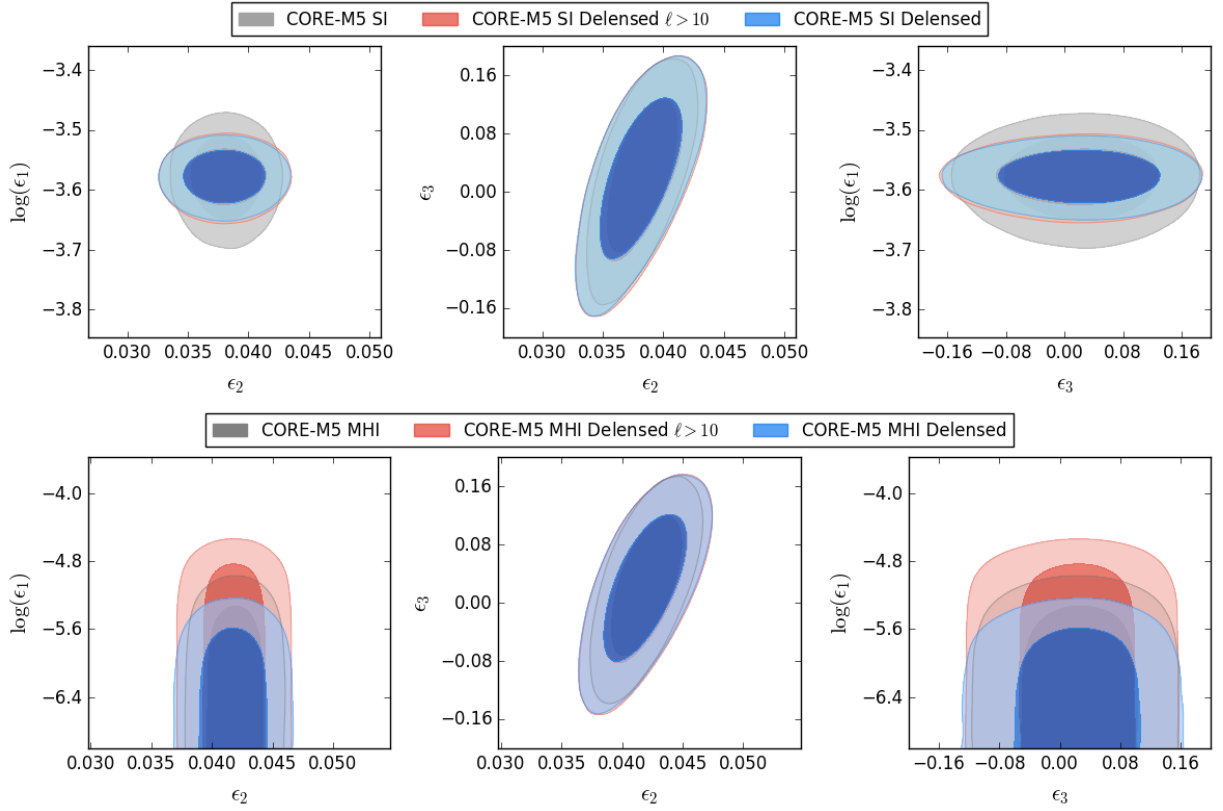 CORE-M5 SI CORE-M5 SI Delensed ℓ > 10 CORE-M5 SI Delensed
−3.4
−3.5
−3.6
−3.7
−3.8
log(ϵ₁)
0.030 0.035 0.040 0.045 0.050
ϵ₂
0.16
0.08
0.00
−0.08
−0.16
ϵ₃
0.030 0.035 0.040 0.045 0.050
ϵ₂
−3.4
−3.5
−3.6
−3.7
−3.8
log(ϵ₁)
−0.16 −0.08 0.00 0.08 0.16
ϵ₃
CORE-M5 MHI CORE-M5 MHI Delensed ℓ > 10 CORE-M5 MHI Delensed
−4.0
−4.8
−5.6
−6.4
log(ϵ₁)
0.030 0.035 0.040 0.045 0.050
ϵ₂
0.16
0.08
0.00
−0.08
−0.16
ϵ₃
0.030 0.035 0.040 0.045 0.050
ϵ₂
−4.0
−4.8
−5.6
−6.4
log(ϵ₁)
−0.16 −0.08 0.00 0.08 0.16
ϵ₃